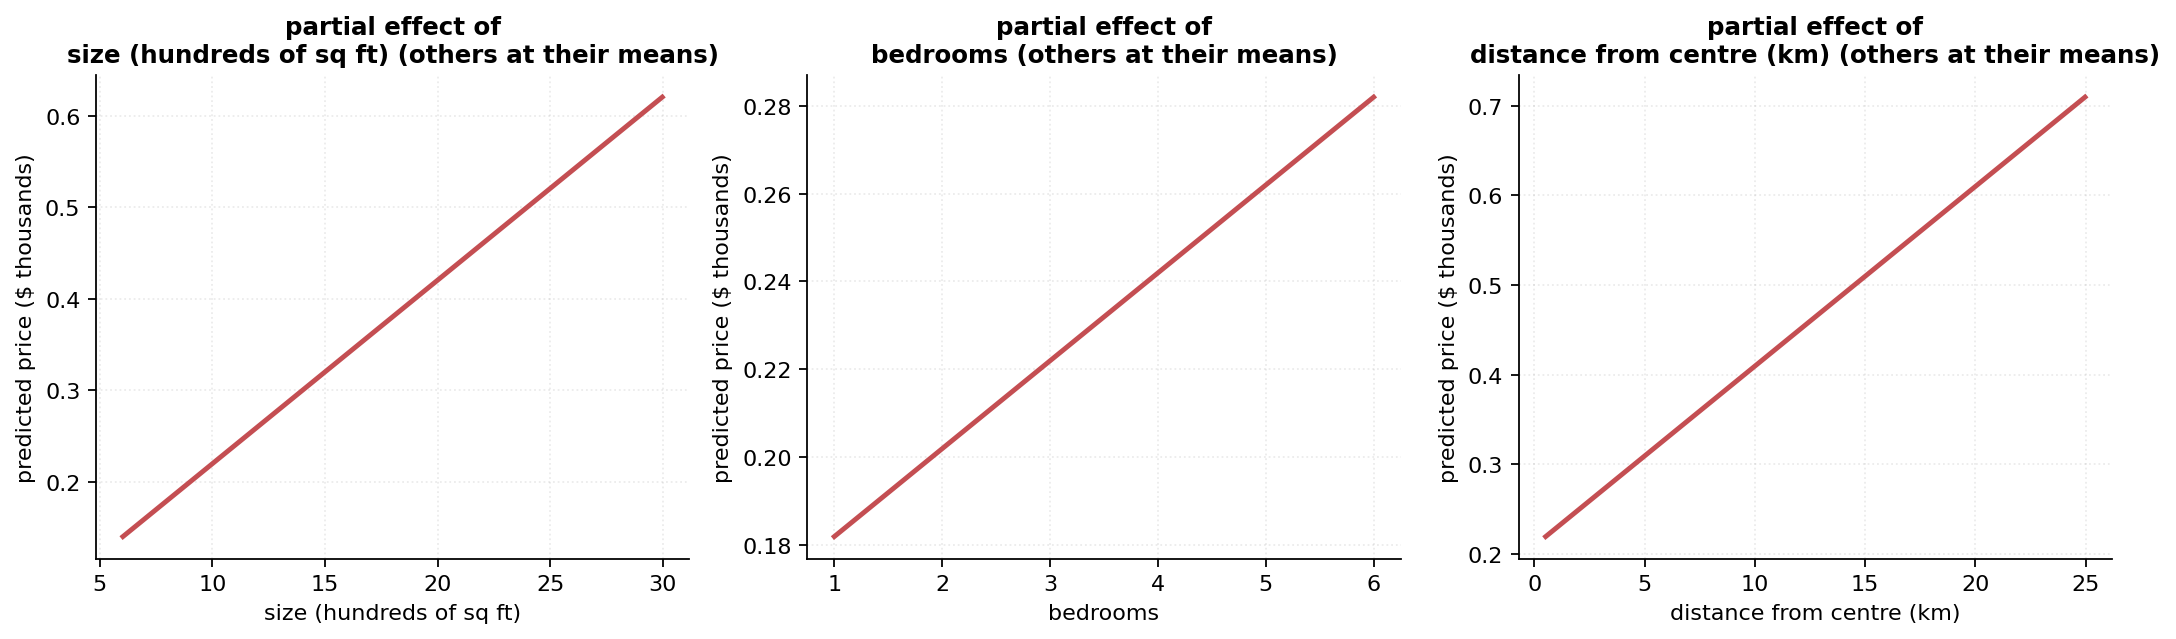 partial effect of
size (hundreds of sq ft) (others at their means)
predicted price ($ thousands)
0.6
0.5
0.4
0.3
0.2
5 10 15 20 25 30
size (hundreds of sq ft)
partial effect of
bedrooms (others at their means)
predicted price ($ thousands)
0.28
0.26
0.24
0.22
0.20
0.18
1 2 3 4 5 6
bedrooms
partial effect of
distance from centre (km) (others at their means)
predicted price ($ thousands)
0.7
0.6
0.5
0.4
0.3
0.2
0 5 10 15 20 25
distance from centre (km)